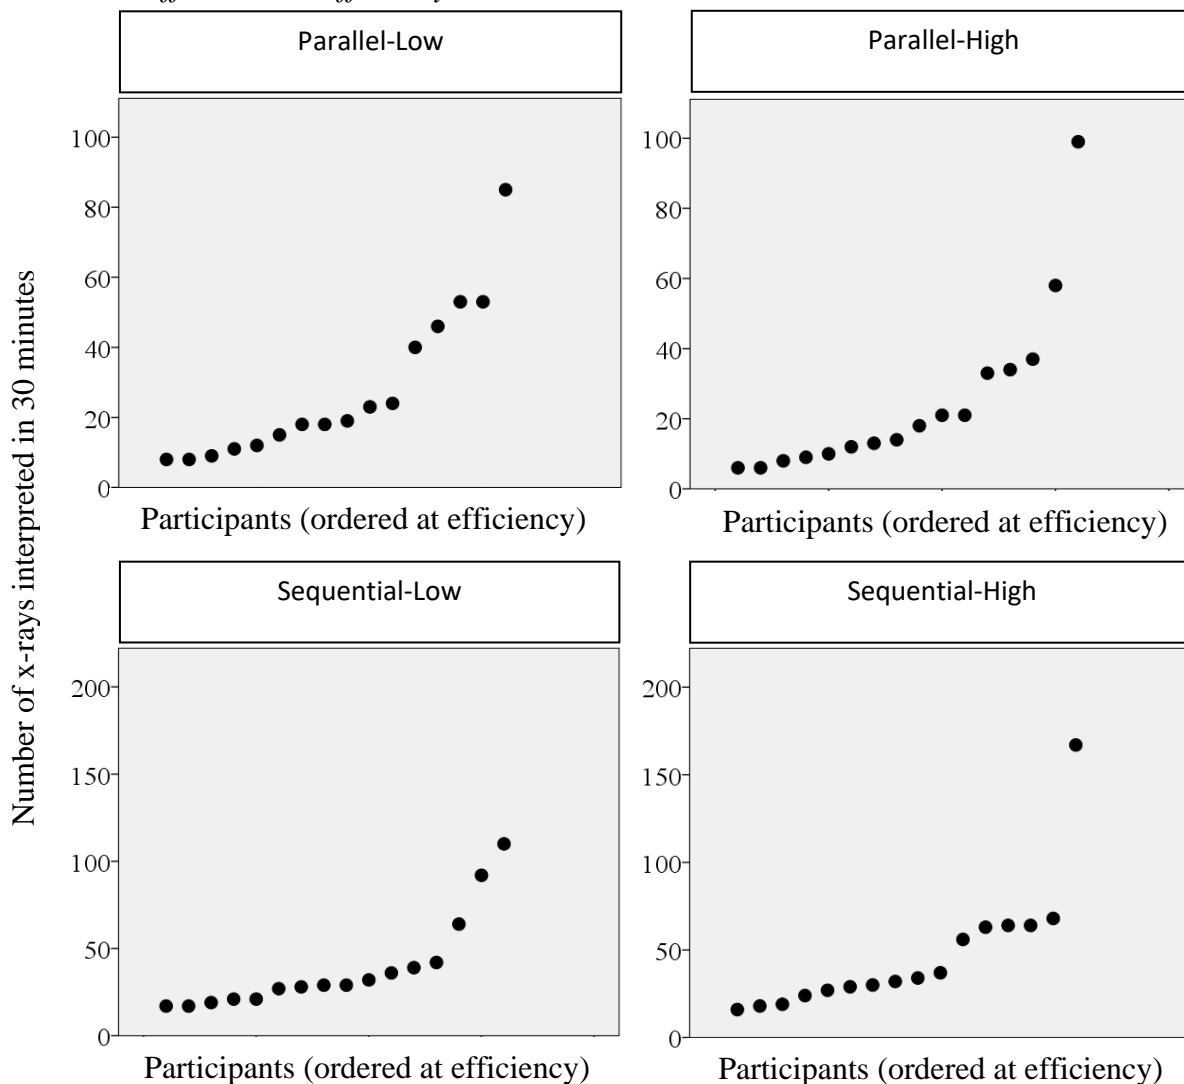 Parallel-Low
Parallel-High
100
80
60
40
20
0
100
80
60
40
20
0
Participants (ordered at efficiency)
Participants (ordered at efficiency)
Number of x-rays interpreted in 30 minutes
Sequential-Low
Sequential-High
200
150
100
50
0
200
150
100
50
0
Participants (ordered at efficiency)
Participants (ordered at efficiency)